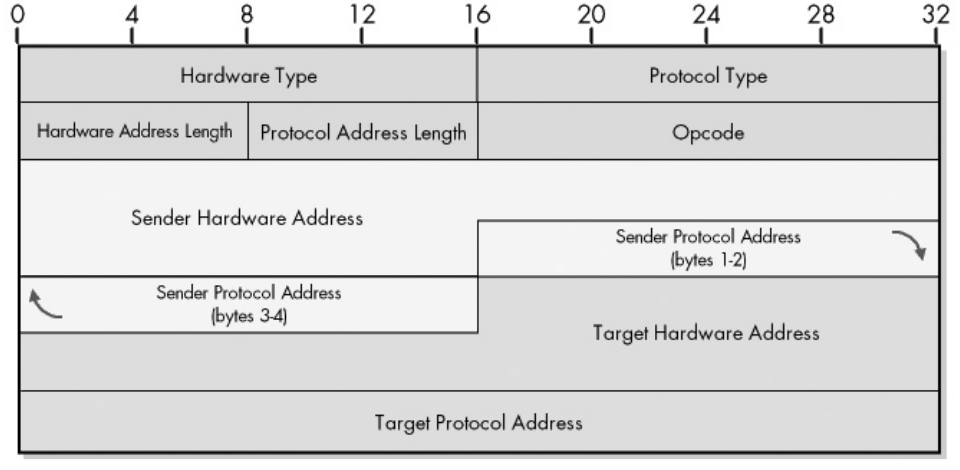 0 4 8 12 16 20 24 28 32
Hardware Type Protocol Type
Hardware Address Length Protocol Address Length Opcode
Sender Hardware Address
Sender Protocol Address
(bytes 1-2)
Sender Protocol Address
(bytes 3-4)
Target Hardware Address
Target Protocol Address